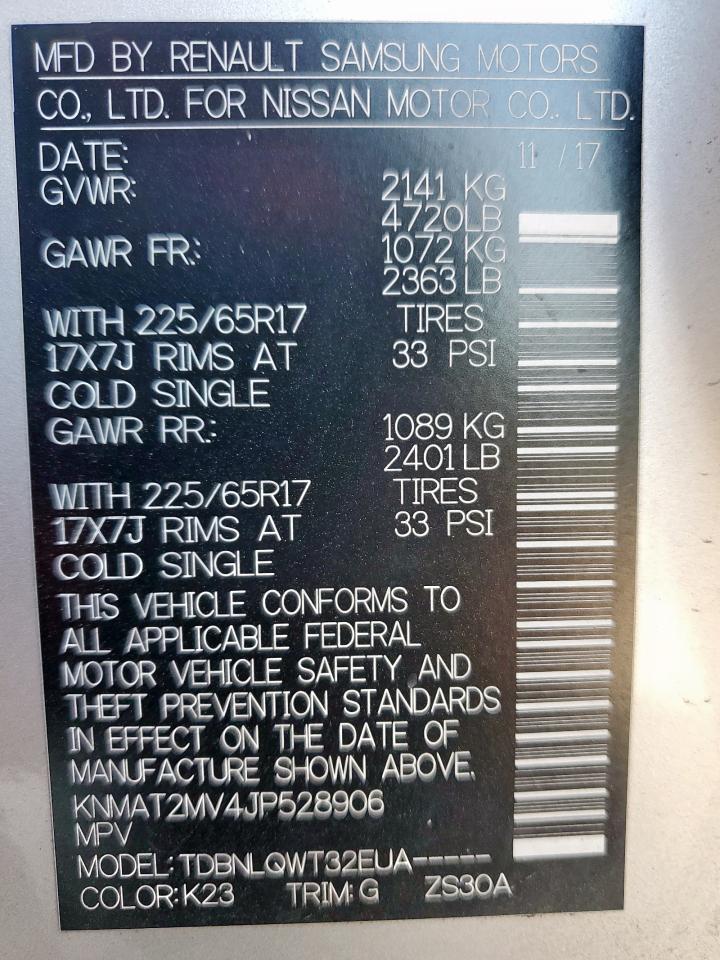 MFD BY RENAULT SAMSUNG MOTORS
CO., LTD. FOR NISSAN MOTOR CO. LTD.
DATE: 11 / 17
GVWR: 2141 KG
4720LB
GAWR FR.: 1072 KG
2363 LB
WITH 225/65R17 TIRES
17X7J RIMS AT 33 PSI
COLD SINGLE
GAWR RR.: 1089 KG
2401 LB
WITH 225/65R17 TIRES
17X7J RIMS AT 33 PSI
COLD SINGLE
THIS VEHICLE CONFORMS TO
ALL APPLICABLE FEDERAL
MOTOR VEHICLE SAFETY AND
THEFT PREVENTION STANDARDS
IN EFFECT ON THE DATE OF
MANUFACTURE SHOWN ABOVE.
KNMAT2MV4JP528906
MPV
MODEL: TDBNLQWT32EUA-----
COLOR: K23 TRIM: G ZS30A